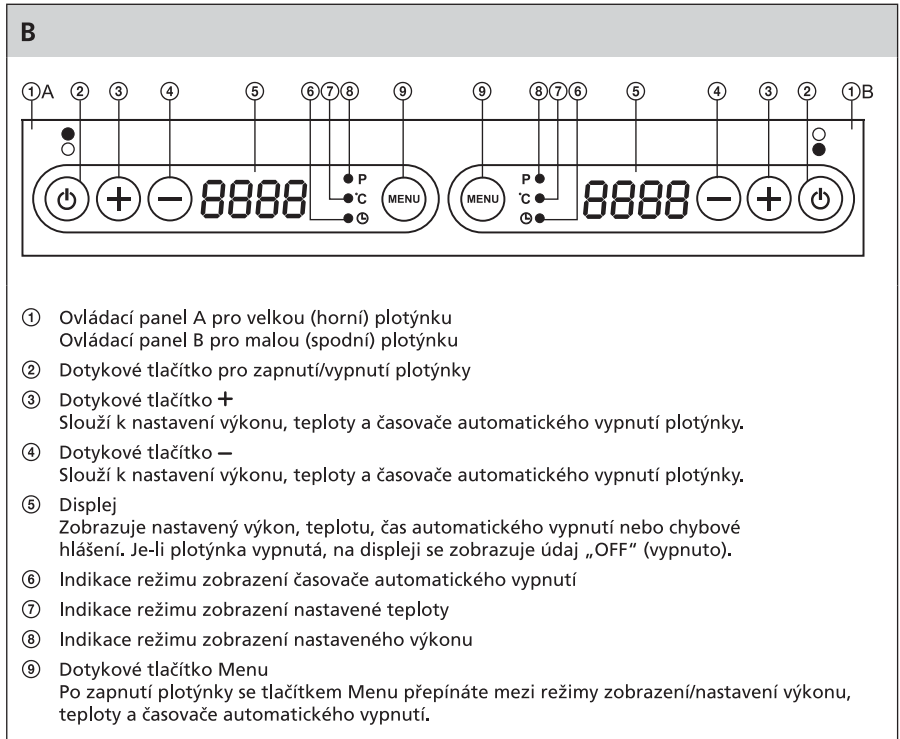 B
①A ② ③ ④ ⑤ ⑥ ⑦ ⑧ ⑨ ⑨ ⑧ ⑦ ⑥ ⑤ ④ ③ ② ①B
P P
+ − 8888 °C MENU MENU °C 8888 − +
① Ovládací panel A pro velkou (horní) plotýnku
Ovládací panel B pro malou (spodní) plotýnku
② Dotykové tlačítko pro zapnutí/vypnutí plotýnky
③ Dotykové tlačítko +
Slouží k nastavení výkonu, teploty a časovače automatického vypnutí plotýnky.
④ Dotykové tlačítko −
Slouží k nastavení výkonu, teploty a časovače automatického vypnutí plotýnky.
⑤ Displej
Zobrazuje nastavený výkon, teplotu, čas automatického vypnutí nebo chybové
hlášení. Je-li plotýnka vypnutá, na displeji se zobrazuje údaj „OFF“ (vypnuto).
⑥ Indikace režimu zobrazení časovače automatického vypnutí
⑦ Indikace režimu zobrazení nastavené teploty
⑧ Indikace režimu zobrazení nastaveného výkonu
⑨ Dotykové tlačítko Menu
Po zapnutí plotýnky se tlačítkem Menu přepínáte mezi režimy zobrazení/nastavení výkonu,
teploty a časovače automatického vypnutí.